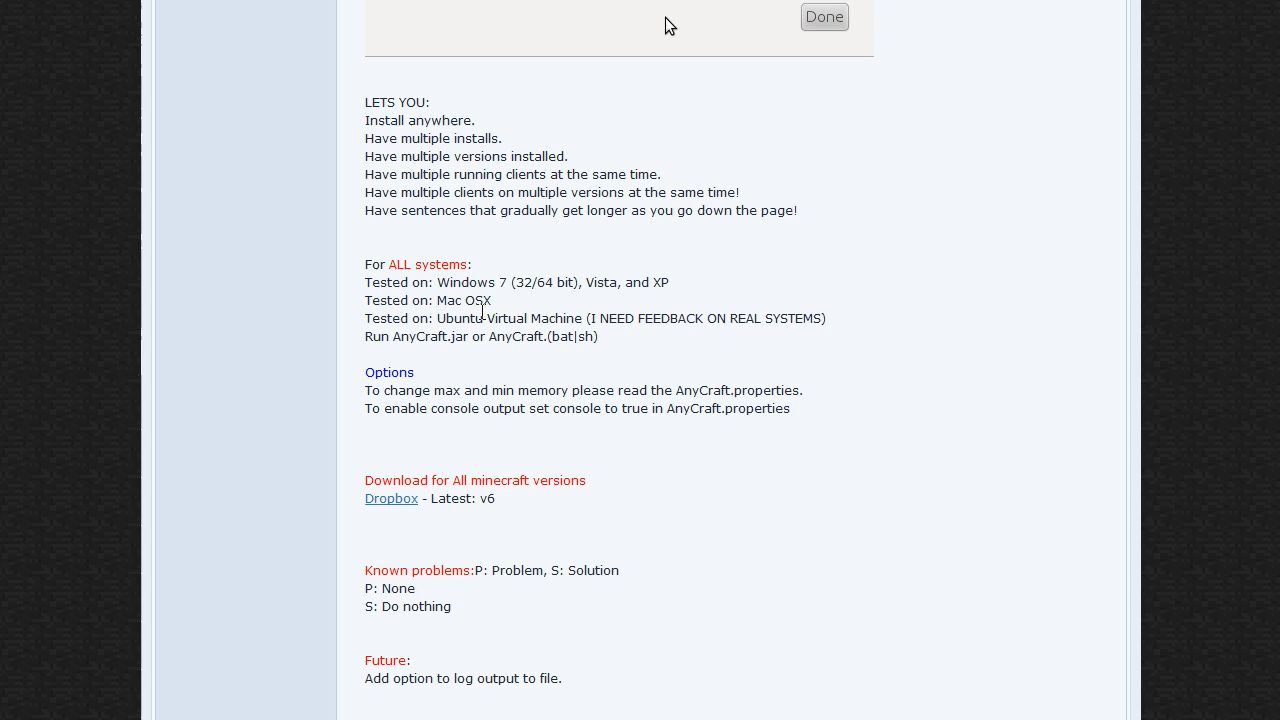 Done
LETS YOU:
Install anywhere.
Have multiple installs.
Have multiple versions installed.
Have multiple running clients at the same time.
Have multiple clients on multiple versions at the same time!
Have sentences that gradually get longer as you go down the page!
For ALL systems:
Tested on: Windows 7 (32/64 bit), Vista, and XP
Tested on: Mac OSX
Tested on: Ubuntu-Virtual Machine (I NEED FEEDBACK ON REAL SYSTEMS)
Run AnyCraft.jar or AnyCraft.(bat|sh)
Options
To change max and min memory please read the AnyCraft.properties.
To enable console output set console to true in AnyCraft.properties
Download for All minecraft versions
Dropbox - Latest: v6
Known problems:P: Problem, S: Solution
P: None
S: Do nothing
Future:
Add option to log output to file.